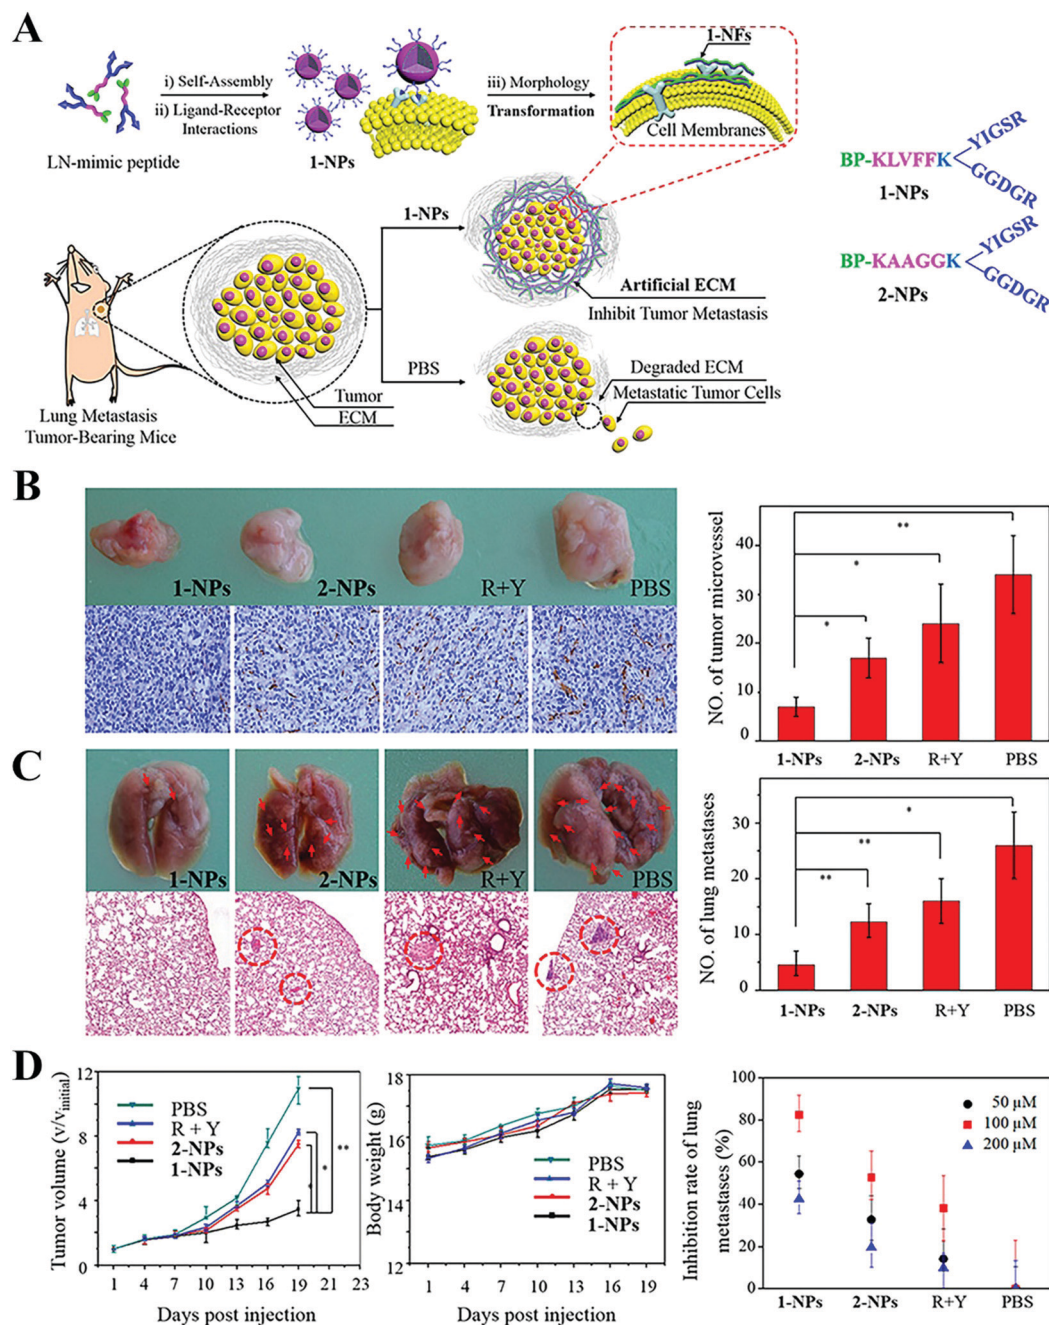 A
LN-mimic peptide
i) Self-Assembly
ii) Ligand-Receptor
Interactions
1-NPs
iii) Morphology
Transformation
1-NFs
Cell Membranes
BP-KLVFFK
YIGSR
GGDGR
1-NPs
BP-KAAGGK
YIGSR
GGDGR
2-NPs
Lung Metastasis
Tumor-Bearing Mice
Tumor
ECM
1-NPs
PBS
Artificial ECM
Inhibit Tumor Metastasis
Degraded ECM
Metastatic Tumor Cells
B
1-NPs
2-NPs
R+Y
PBS
NO. of tumor microvessel
40
30
20
10
0
*
*
**
1-NPs
2-NPs
R+Y
PBS
C
1-NPs
2-NPs
R+Y
PBS
NO. of lung metastases
30
20
10
0
**
**
*
1-NPs
2-NPs
R+Y
PBS
D
Tumor volume (v/vinitial)
12
8
4
0
PBS
R + Y
2-NPs
1-NPs
*
*
**
1 4 7 10 13 16 19 21 23
Days post injection
Body weight (g)
18
16
14
12
PBS
R + Y
2-NPs
1-NPs
1 4 7 10 13 16 19
Days post injection
Inhibition rate of lung
metastases (%)
100
80
60
40
20
0
50 µM
100 µM
200 µM
1-NPs
2-NPs
R+Y
PBS